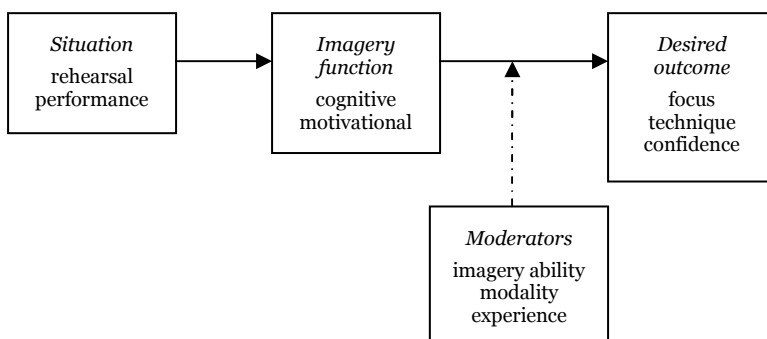 Situation
rehearsal
performance
Imagery
function
cognitive
motivational
Desired
outcome
focus
technique
confidence
Moderators
imagery ability
modality
experience